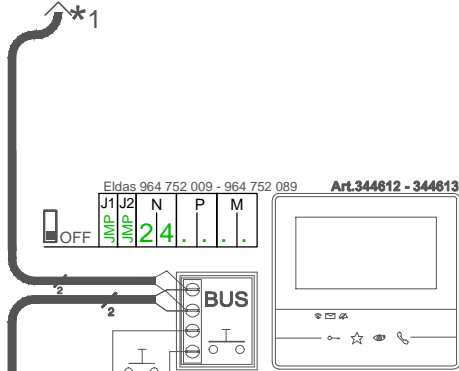 *1
Eldas 964 752 009 - 964 752 089
Art.344612 - 344613
J1 J2 N P M
JMP JMP 2 4 . . . .
OFF
2
2
BUS